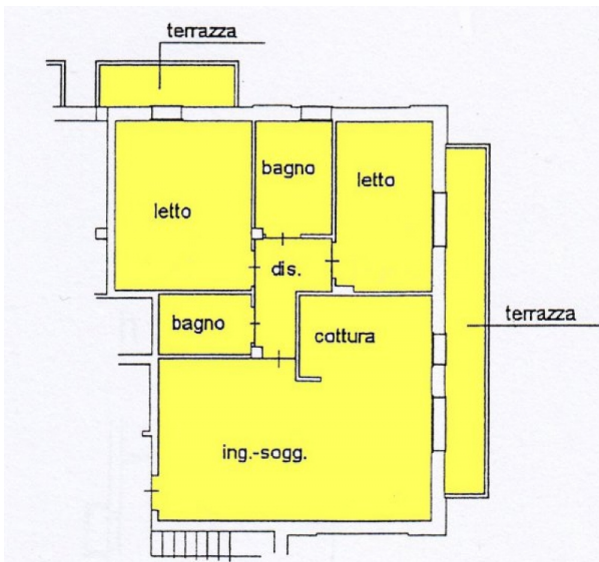 terrazza
bagno
letto
letto
dis.
bagno
cottura
terrazza
ing.-sogg.